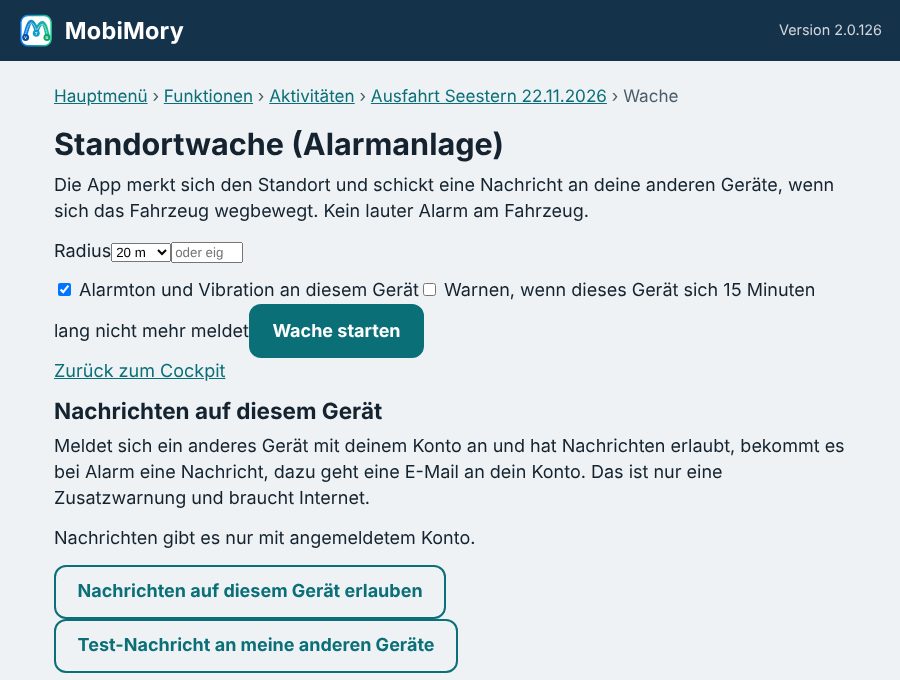 MobiMory
Version 2.0.126
Hauptmenü › Funktionen › Aktivitäten › Ausfahrt Seestern 22.11.2026 › Wache
Standortwache (Alarmanlage)
Die App merkt sich den Standort und schickt eine Nachricht an deine anderen Geräte, wenn
sich das Fahrzeug wegbewegt. Kein lauter Alarm am Fahrzeug.
Radius 20 m oder eig
Alarmton und Vibration an diesem Gerät Warnen, wenn dieses Gerät sich 15 Minuten
lang nicht mehr meldet Wache starten
Zurück zum Cockpit
Nachrichten auf diesem Gerät
Meldet sich ein anderes Gerät mit deinem Konto an und hat Nachrichten erlaubt, bekommt es
bei Alarm eine Nachricht, dazu geht eine E-Mail an dein Konto. Das ist nur eine
Zusatzwarnung und braucht Internet.
Nachrichten gibt es nur mit angemeldetem Konto.
Nachrichten auf diesem Gerät erlauben
Test-Nachricht an meine anderen Geräte